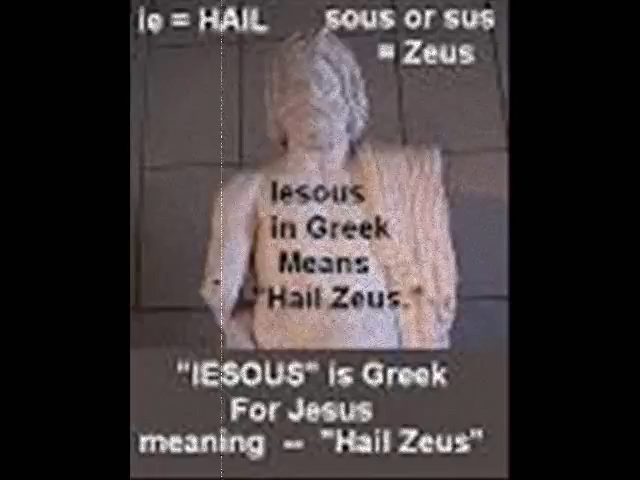 ie = HAIL sous or sus
= Zeus
Iesous
in Greek
Means
"Hail Zeus."
"IESOUS" is Greek
For Jesus
meaning -- "Hail Zeus"